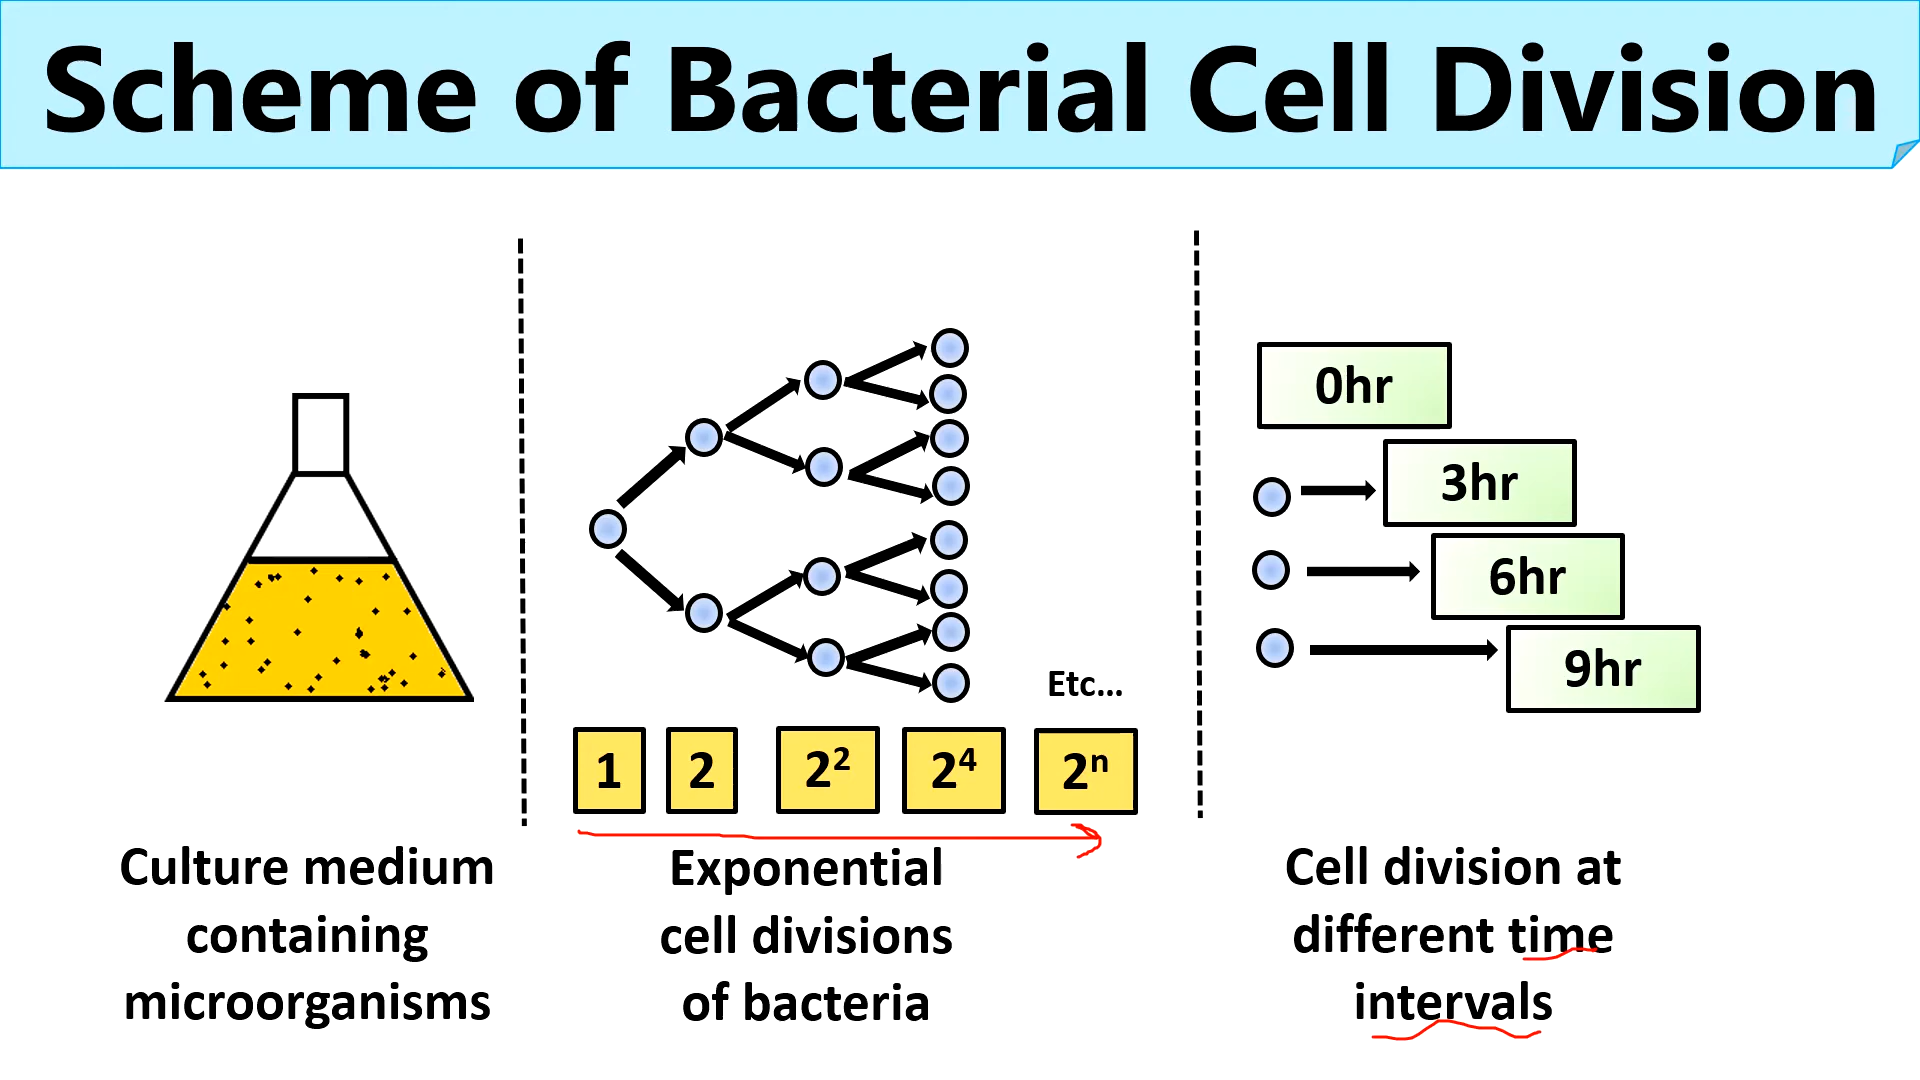 Scheme of Bacterial Cell Division
Etc...
1 2 2² 2⁴ 2ⁿ
0hr
3hr
6hr
9hr
Culture medium
containing
microorganisms
Exponential
cell divisions
of bacteria
Cell division at
different time
intervals